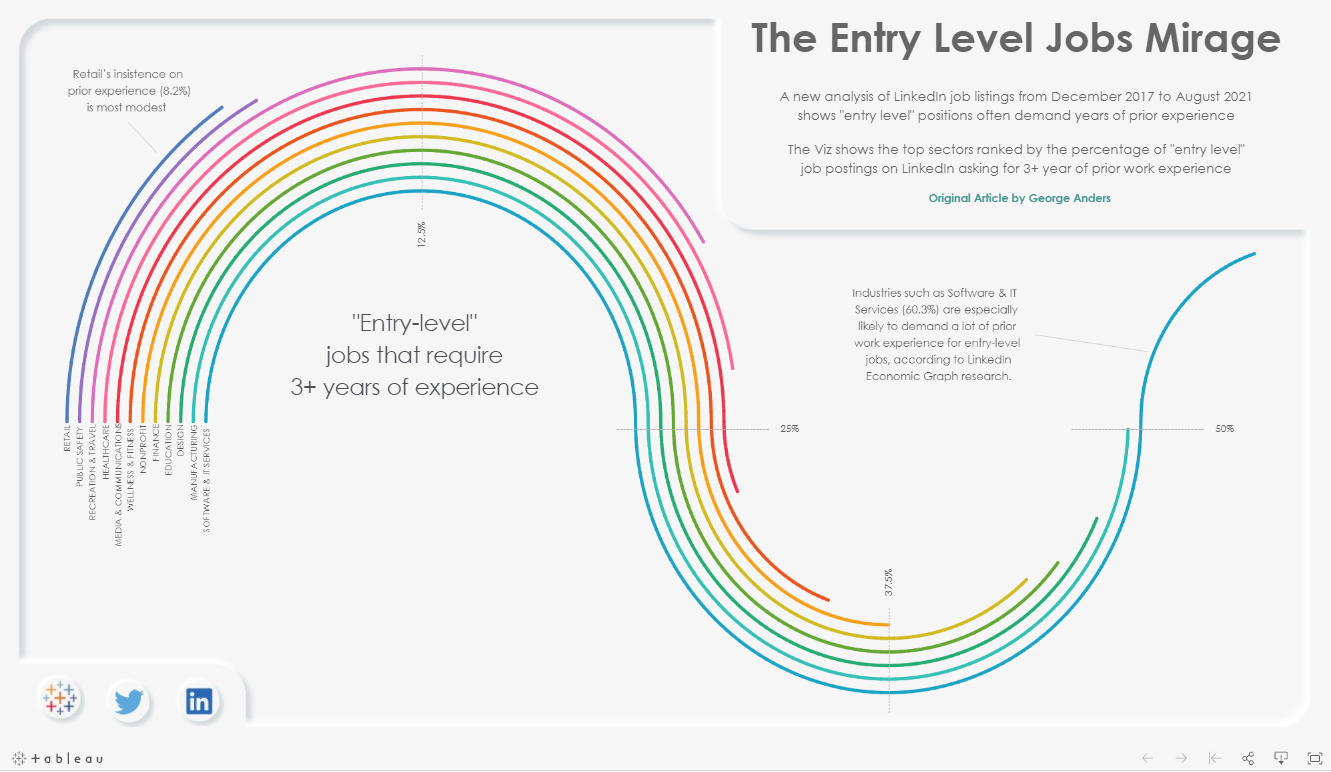 The Entry Level Jobs Mirage
A new analysis of LinkedIn job listings from December 2017 to August 2021
shows "entry level" positions often demand years of prior experience
The Viz shows the top sectors ranked by the percentage of "entry level"
job postings on LinkedIn asking for 3+ year of prior work experience
Original Article by George Anders
Retail's insistence on
prior experience (8.2%)
is most modest
12.5%
"Entry-level"
jobs that require
3+ years of experience
Industries such as Software & IT
Services (60.3%) are especially
likely to demand a lot of prior
work experience for entry-level
jobs, according to LinkedIn
Economic Graph research.
25%
50%
RETAIL
PUBLIC SAFETY
RECREATION & TRAVEL
HEALTHCARE
MEDIA & COMMUNICATIONS
WELLNESS & FITNESS
NONPROFIT
FINANCE
EDUCATION
DESIGN
MANUFACTURING
SOFTWARE & IT SERVICES
37.5%
in
+ a b l e a u